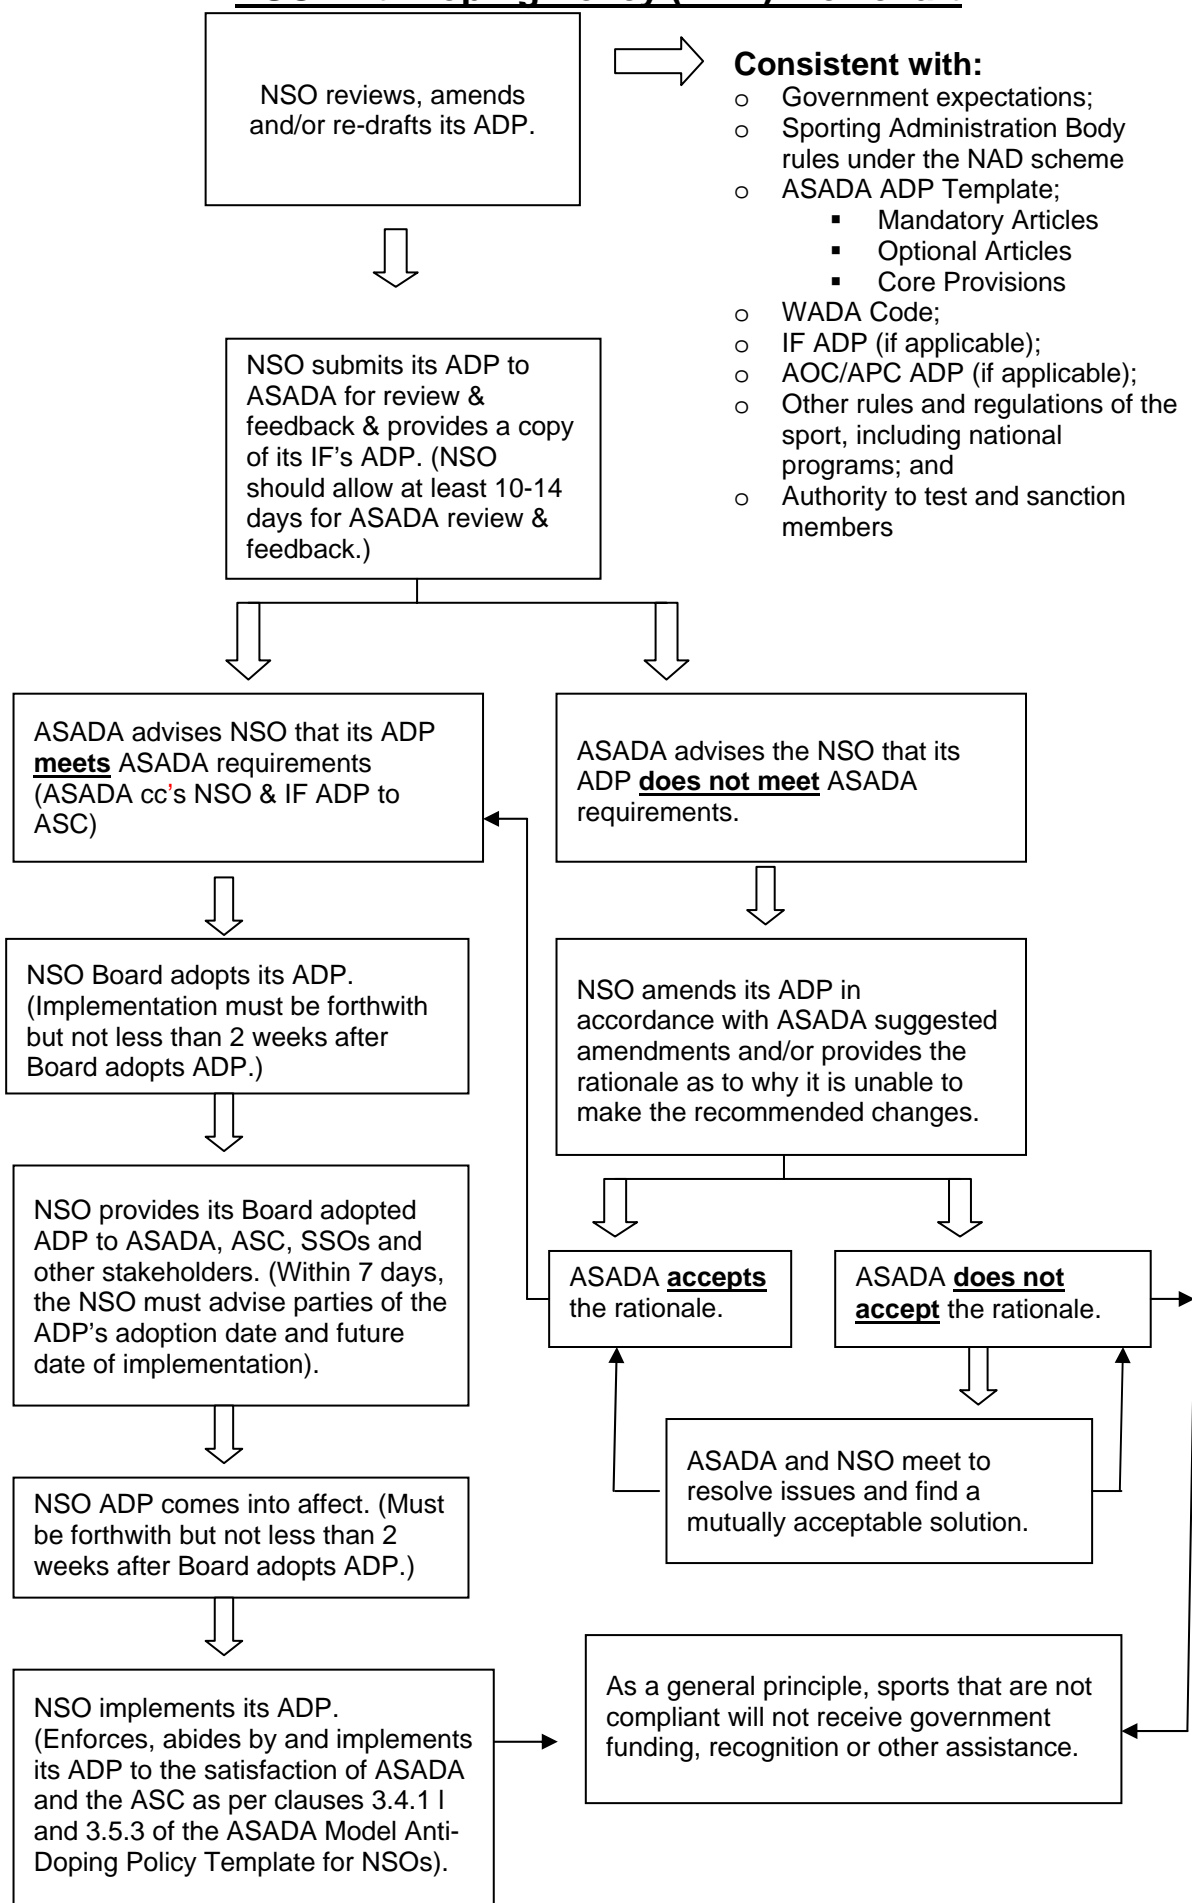 NSO reviews, amends
and/or re-drafts its ADP.
Consistent with:
o Government expectations;
o Sporting Administration Body
rules under the NAD scheme
o ASADA ADP Template;
▪ Mandatory Articles
▪ Optional Articles
▪ Core Provisions
o WADA Code;
o IF ADP (if applicable);
o AOC/APC ADP (if applicable);
o Other rules and regulations of the
sport, including national
programs; and
o Authority to test and sanction
members
NSO submits its ADP to
ASADA for review &
feedback & provides a copy
of its IF's ADP. (NSO
should allow at least 10-14
days for ASADA review &
feedback.)
ASADA advises NSO that its ADP
meets ASADA requirements
(ASADA cc's NSO & IF ADP to
ASC)
ASADA advises the NSO that its
ADP does not meet ASADA
requirements.
NSO Board adopts its ADP.
(Implementation must be forthwith
but not less than 2 weeks after
Board adopts ADP.)
NSO amends its ADP in
accordance with ASADA suggested
amendments and/or provides the
rationale as to why it is unable to
make the recommended changes.
NSO provides its Board adopted
ADP to ASADA, ASC, SSOs and
other stakeholders. (Within 7 days,
the NSO must advise parties of the
ADP's adoption date and future
date of implementation).
ASADA accepts
the rationale.
ASADA does not
accept the rationale.
ASADA and NSO meet to
resolve issues and find a
mutually acceptable solution.
NSO ADP comes into affect. (Must
be forthwith but not less than 2
weeks after Board adopts ADP.)
NSO implements its ADP.
(Enforces, abides by and implements
its ADP to the satisfaction of ASADA
and the ASC as per clauses 3.4.1 l
and 3.5.3 of the ASADA Model Anti-
Doping Policy Template for NSOs).
As a general principle, sports that are not
compliant will not receive government
funding, recognition or other assistance.